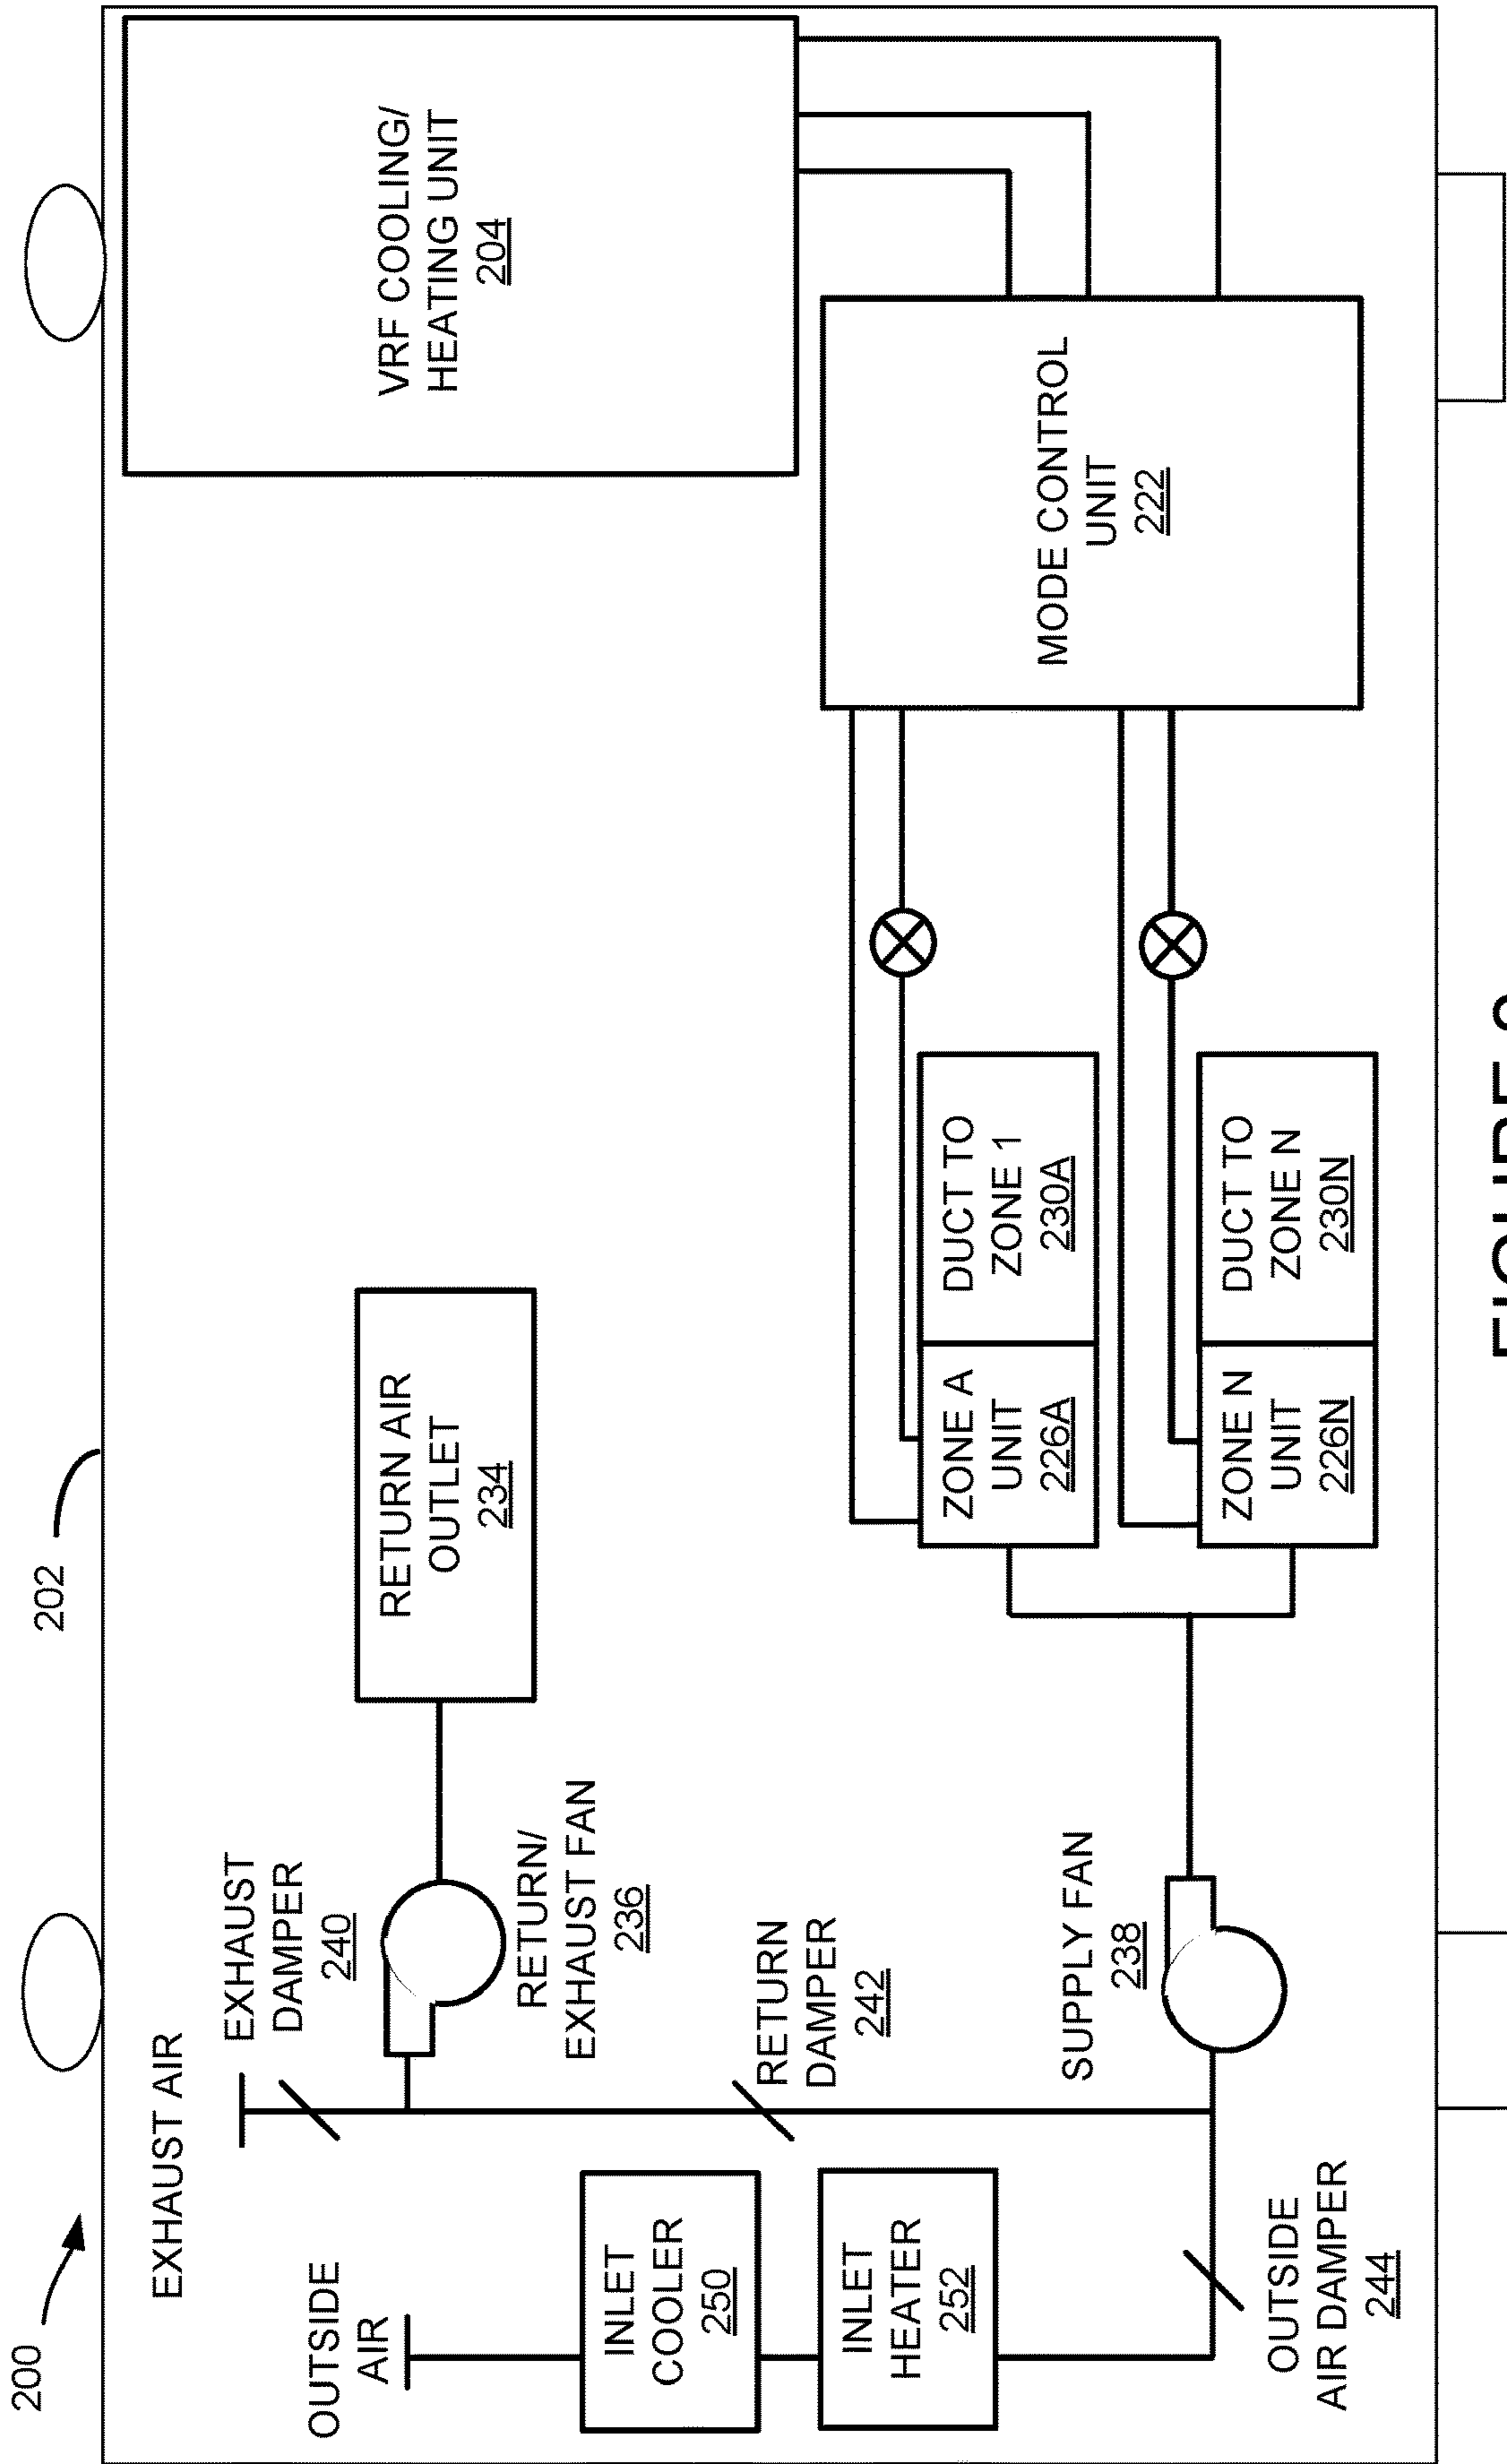 200
202
EXHAUST AIR
EXHAUST
DAMPER
240
OUTSIDE
AIR
RETURN AIR
OUTLET
234
VRF COOLING/
HEATING UNIT
204
RETURN/
EXHAUST FAN
236
INLET
COOLER
250
RETURN
DAMPER
242
INLET
HEATER
252
SUPPLY FAN
238
ZONE A
UNIT
226A
DUCT TO
ZONE 1
230A
MODE CONTROL
UNIT
222
ZONE N
UNIT
226N
DUCT TO
ZONE N
230N
OUTSIDE
AIR DAMPER
244
FIGURE